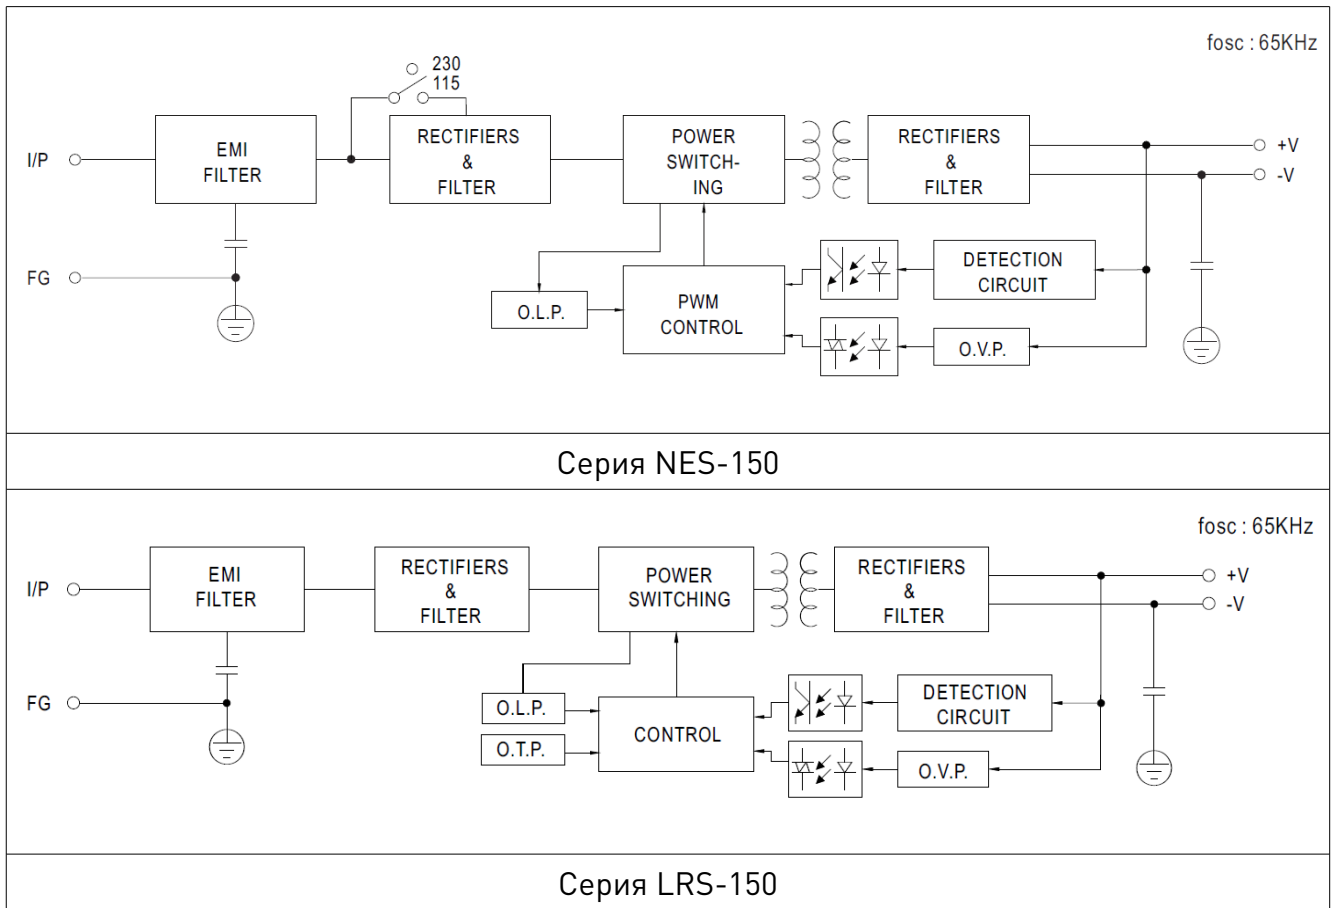 fosc : 65KHz
230
115
I/P
EMI
FILTER
RECTIFIERS
&
FILTER
POWER
SWITCH-
ING
RECTIFIERS
&
FILTER
+V
-V
FG
O.L.P.
PWM
CONTROL
DETECTION
CIRCUIT
O.V.P.
Серия NES-150
fosc : 65KHz
I/P
EMI
FILTER
RECTIFIERS
&
FILTER
POWER
SWITCHING
RECTIFIERS
&
FILTER
+V
-V
FG
O.L.P.
O.T.P.
CONTROL
DETECTION
CIRCUIT
O.V.P.
Серия LRS-150